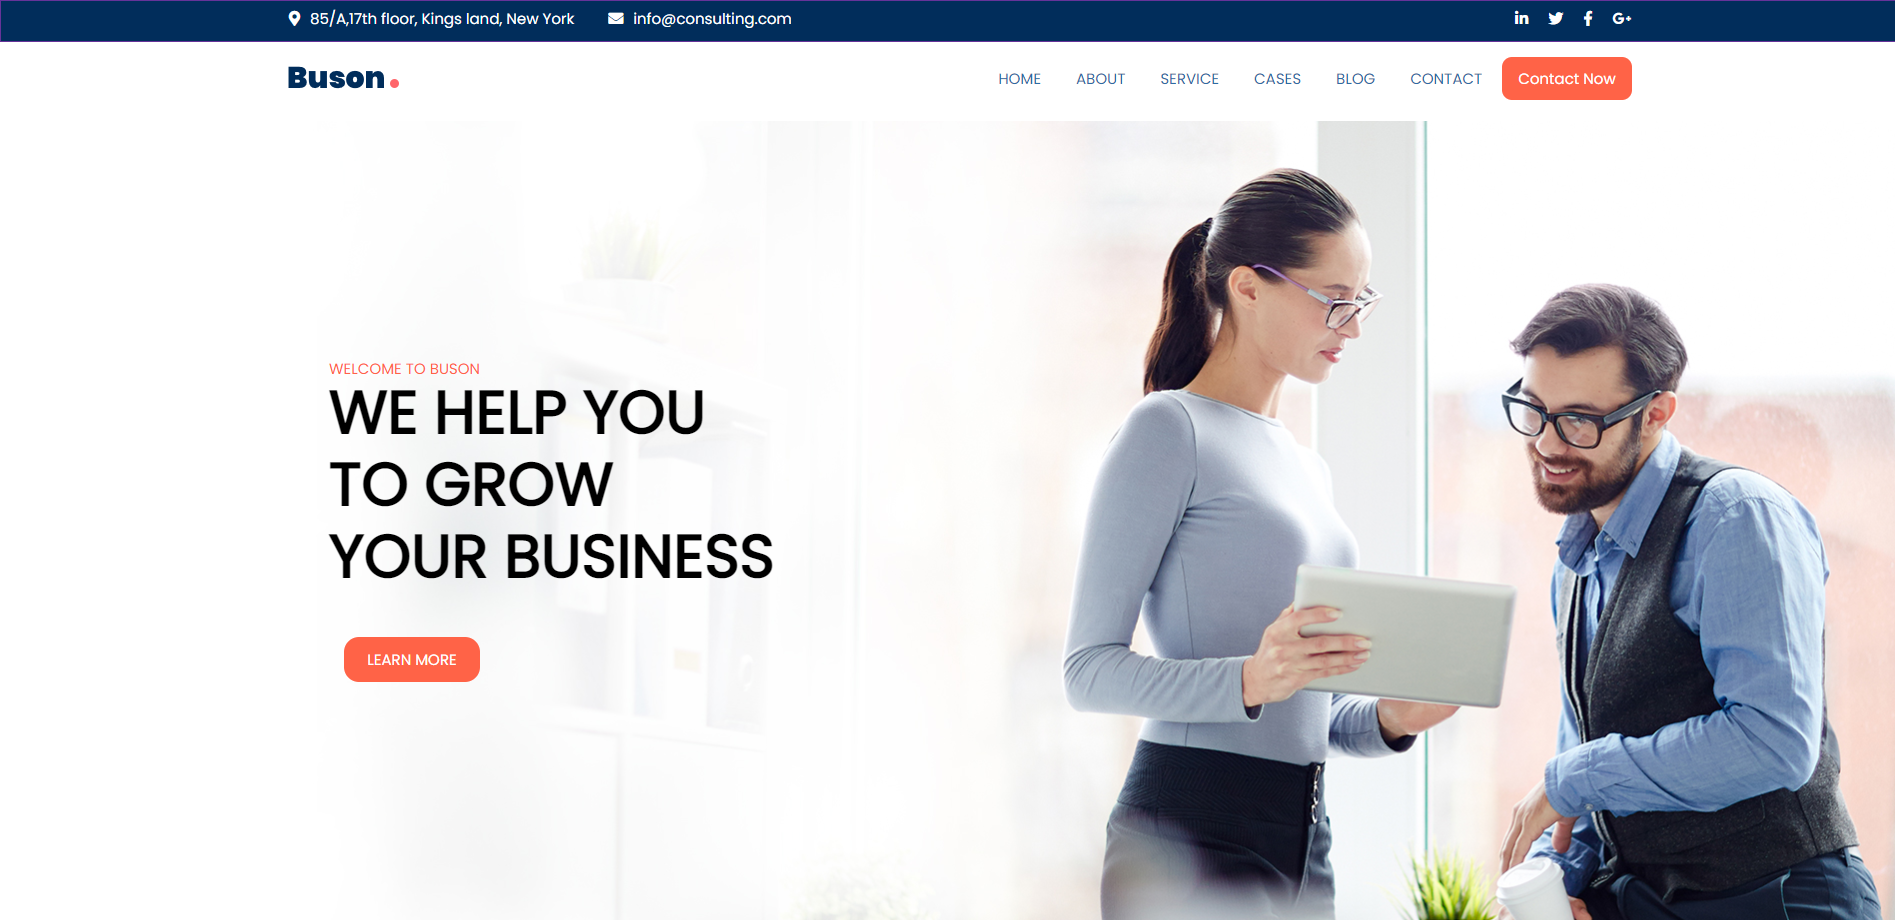 85/A,17th floor, Kings land, New York
info@consulting.com
Buson.
HOME
ABOUT
SERVICE
CASES
BLOG
CONTACT
Contact Now
WELCOME TO BUSON
WE HELP YOU
TO GROW
YOUR BUSINESS
LEARN MORE